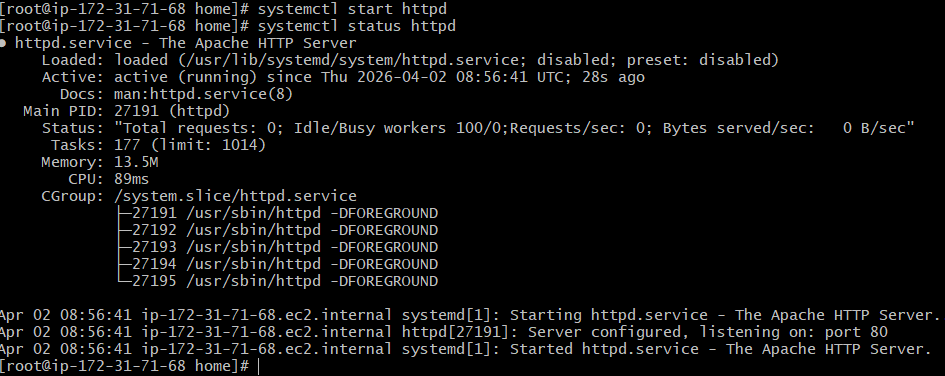 [root@ip-172-31-71-68 home]# systemctl start httpd
[root@ip-172-31-71-68 home]# systemctl status httpd
● httpd.service - The Apache HTTP Server
     Loaded: loaded (/usr/lib/systemd/system/httpd.service; disabled; preset: disabled)
     Active: active (running) since Thu 2026-04-02 08:56:41 UTC; 28s ago
       Docs: man:httpd.service(8)
   Main PID: 27191 (httpd)
     Status: "Total requests: 0; Idle/Busy workers 100/0;Requests/sec: 0; Bytes served/sec:   0 B/sec"
      Tasks: 177 (limit: 1014)
     Memory: 13.5M
        CPU: 89ms
     CGroup: /system.slice/httpd.service
             ├─27191 /usr/sbin/httpd -DFOREGROUND
             ├─27192 /usr/sbin/httpd -DFOREGROUND
             ├─27193 /usr/sbin/httpd -DFOREGROUND
             ├─27194 /usr/sbin/httpd -DFOREGROUND
             └─27195 /usr/sbin/httpd -DFOREGROUND

Apr 02 08:56:41 ip-172-31-71-68.ec2.internal systemd[1]: Starting httpd.service - The Apache HTTP Server.
Apr 02 08:56:41 ip-172-31-71-68.ec2.internal httpd[27191]: Server configured, listening on: port 80
Apr 02 08:56:41 ip-172-31-71-68.ec2.internal systemd[1]: Started httpd.service - The Apache HTTP Server.
[root@ip-172-31-71-68 home]#